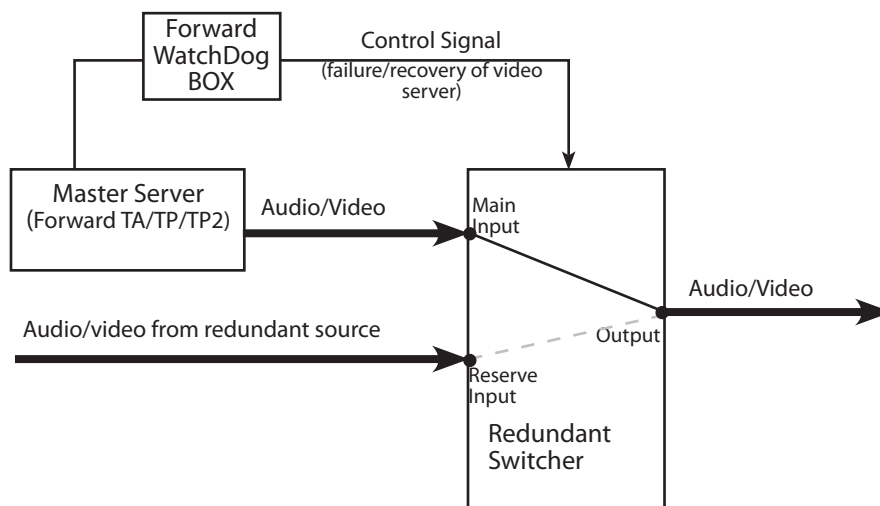 Forward
WatchDog
BOX
Control Signal
(failure/recovery of video
server)
Master Server
(Forward TA/TP/TP2)
Audio/Video
Main
Input
Audio/Video
Audio/video from redundant source
Output
Reserve
Input
Redundant
Switcher